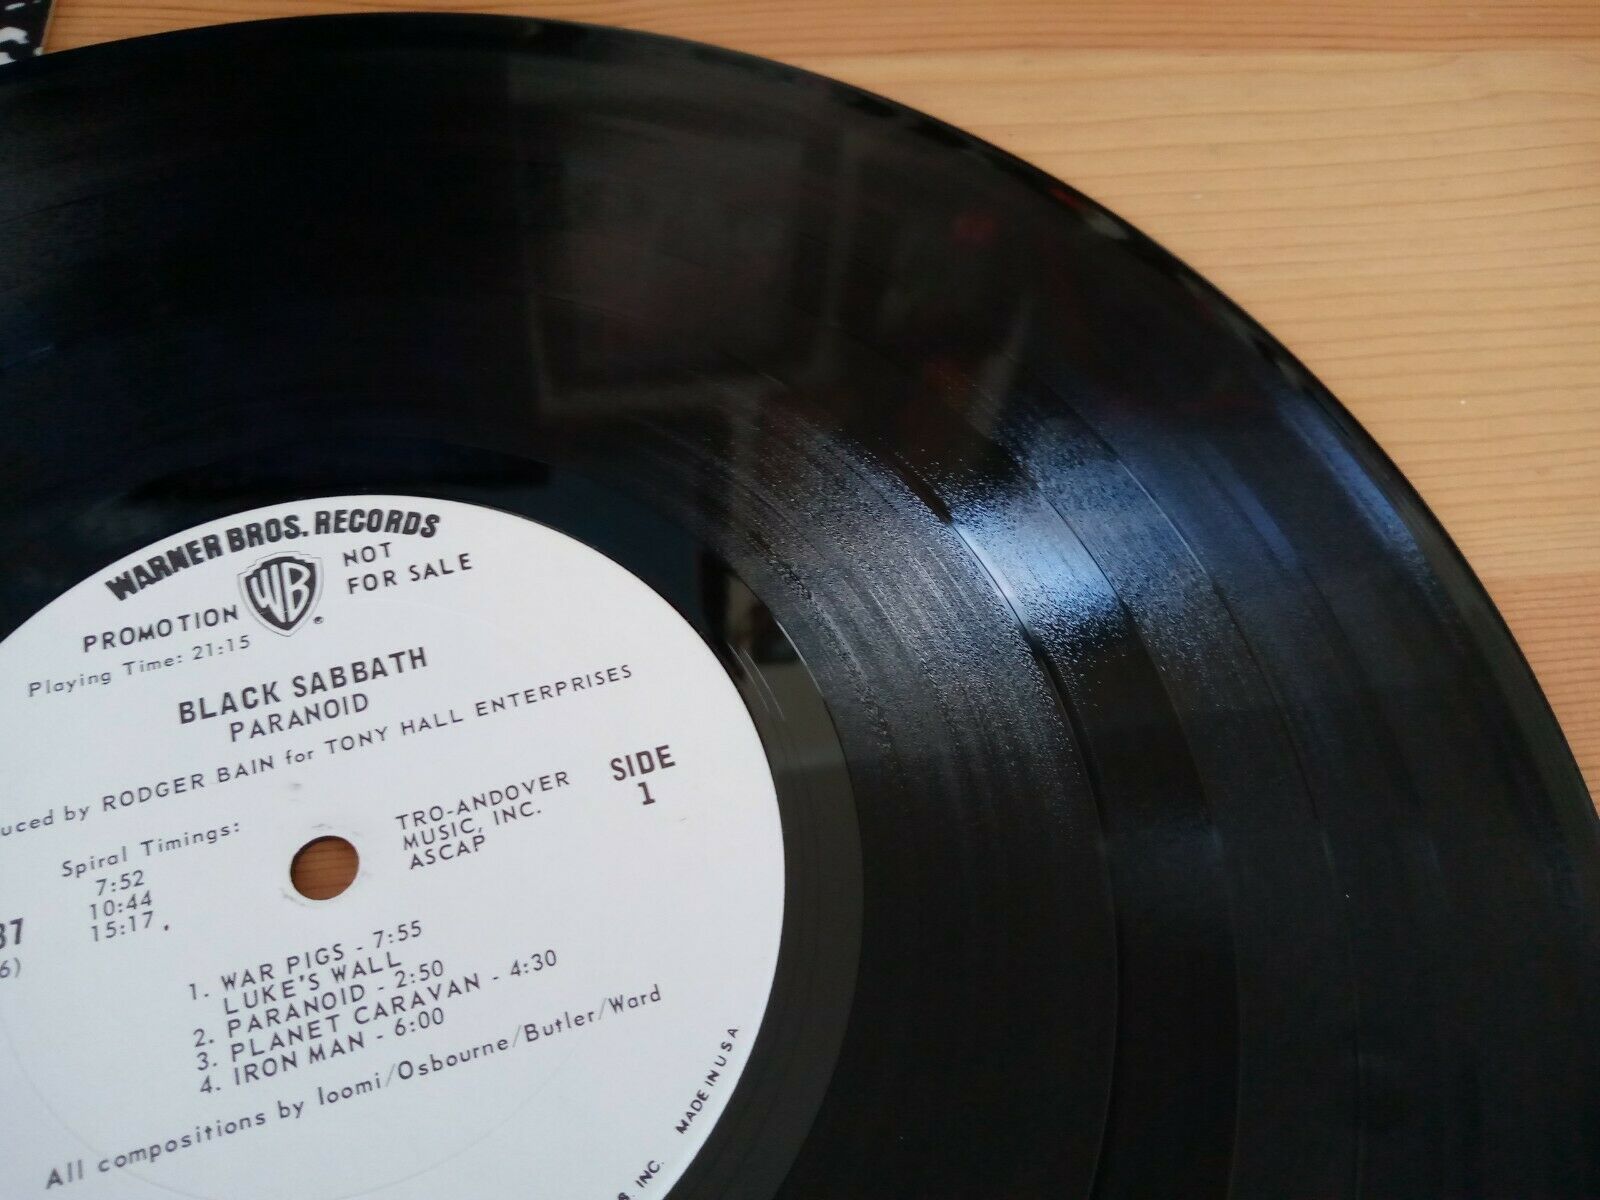 WARNER BROS. RECORDS
PROMOTION WB ® NOT
FOR SALE
Playing Time: 21:15
BLACK SABBATH
PARANOID
uced by RODGER BAIN for TONY HALL ENTERPRISES
Spiral Timings:
7:52
10:44
15:17
TRO-ANDOVER
MUSIC, INC.
ASCAP
SIDE
1
37
6)
1. WAR PIGS - 7:55
LUKE'S WALL
2. PARANOID - 2:50
3. PLANET CARAVAN - 4:30
4. IRON MAN - 6:00
All compositions by Ioomi/Osbourne/Butler/Ward
MADE IN U S A
S. INC.